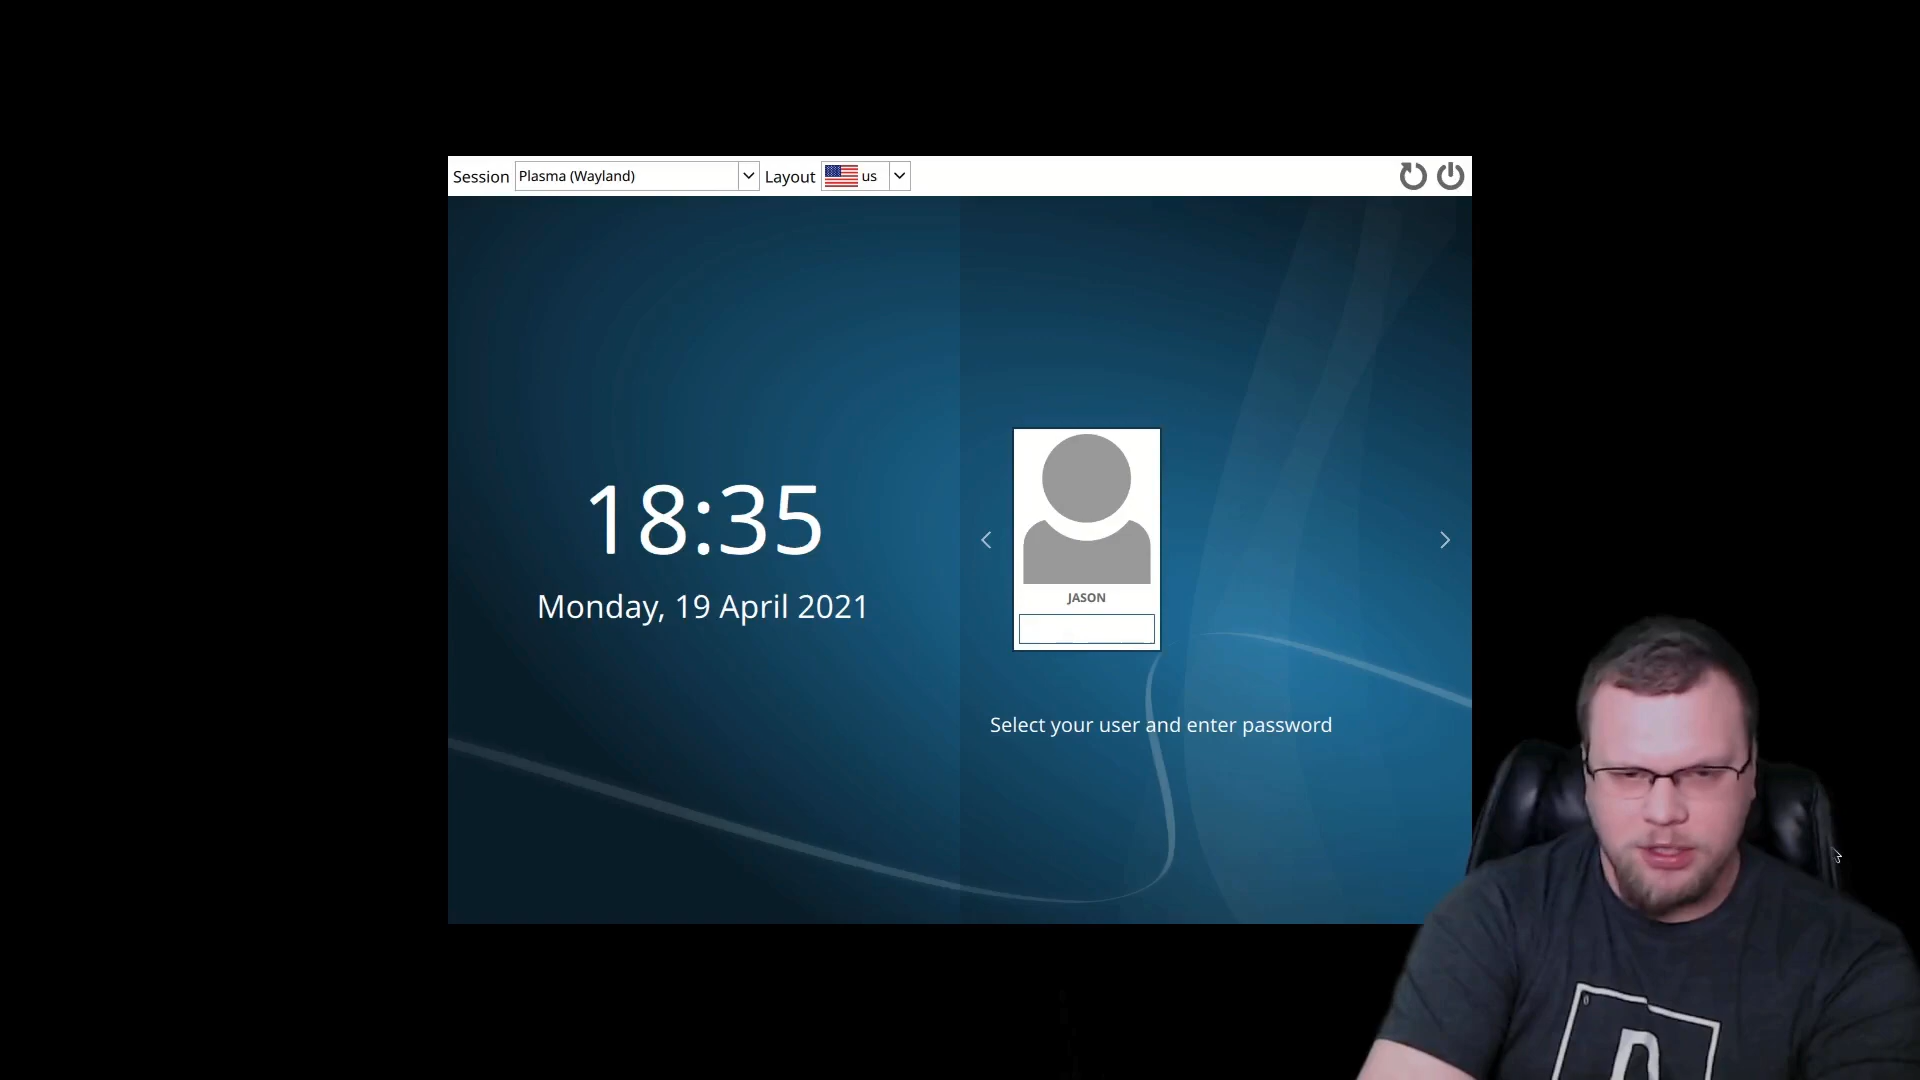 Session Plasma (Wayland) Layout us
18:35
Monday, 19 April 2021
JASON
Select your user and enter password